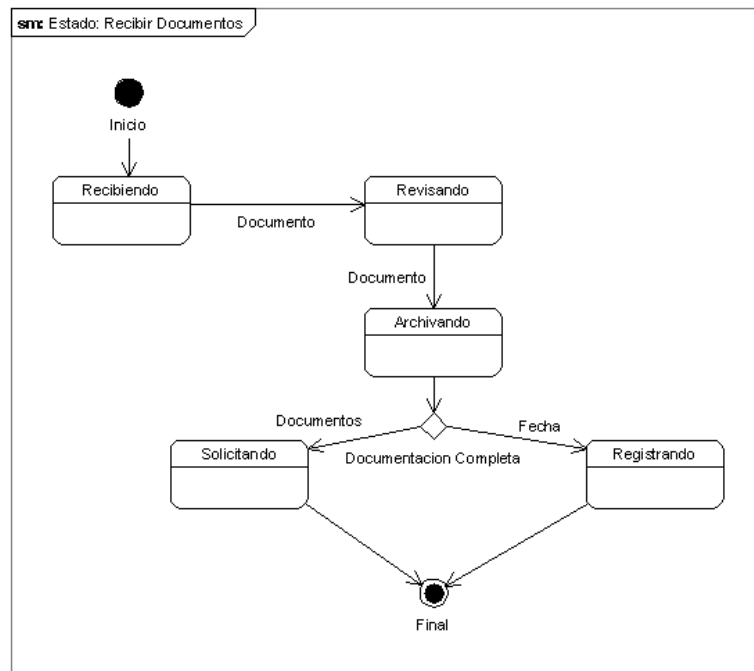 sm: Estado: Recibir Documentos
Inicio
Recibiendo
Revisando
Documento
Documento
Archivando
Documentos
Fecha
Solicitando
Documentacion Completa
Registrando
Final